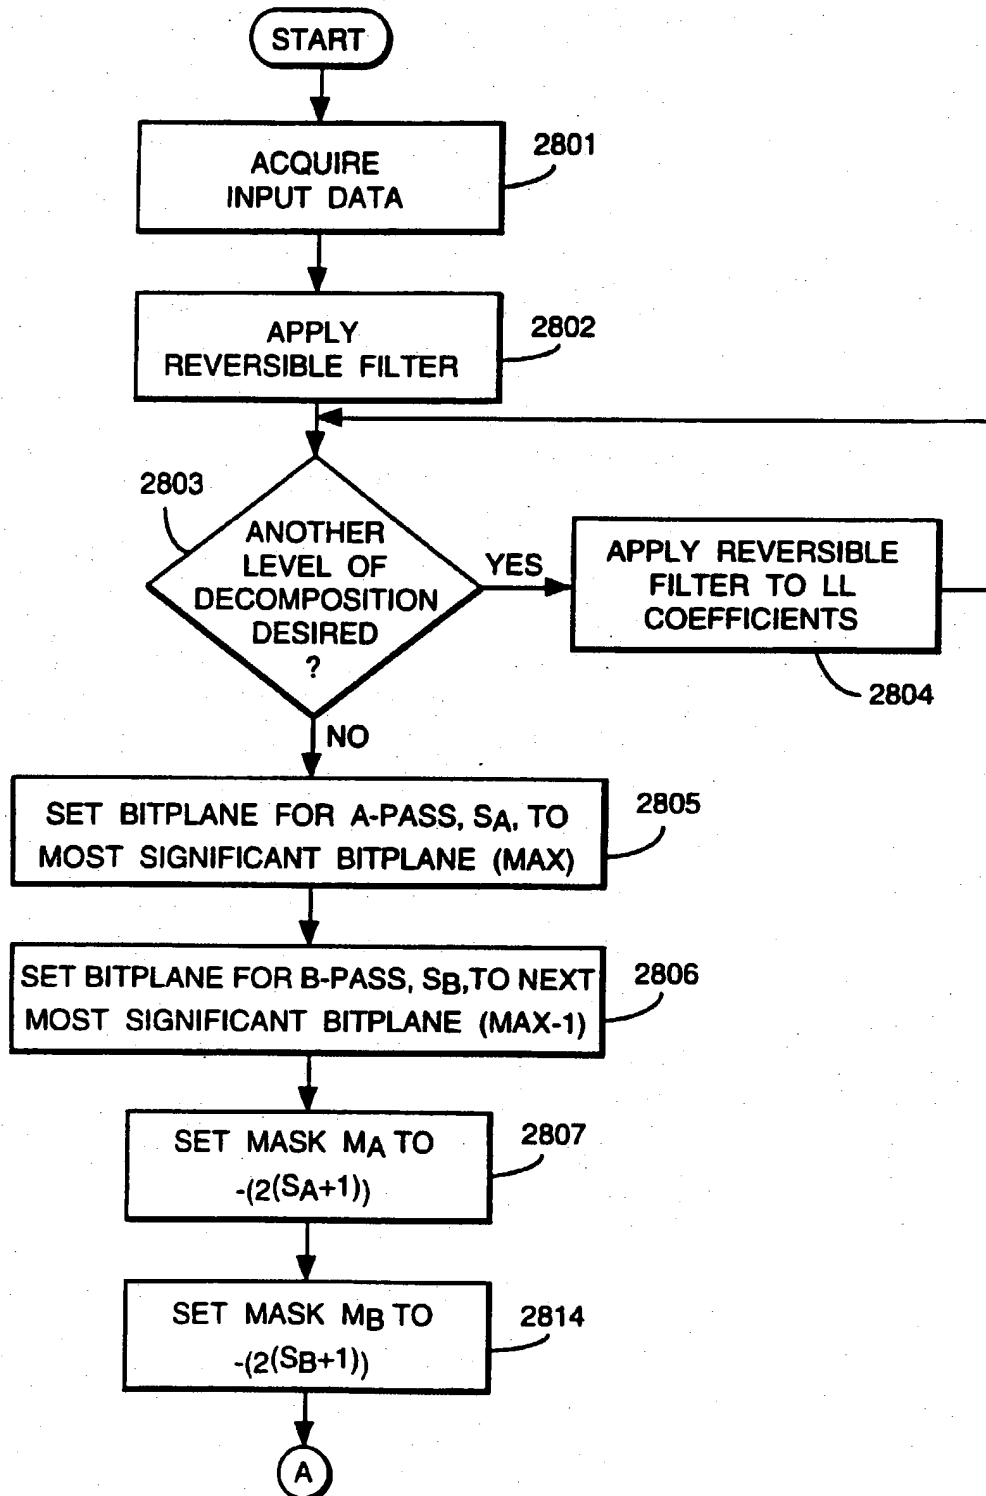 START
ACQUIRE
INPUT DATA
2801
APPLY
REVERSIBLE FILTER
2802
2803
ANOTHER
LEVEL OF
DECOMPOSITION
DESIRED
?
YES
APPLY REVERSIBLE
FILTER TO LL
COEFFICIENTS
2804
NO
SET BITPLANE FOR A-PASS, SA, TO
MOST SIGNIFICANT BITPLANE (MAX)
2805
SET BITPLANE FOR B-PASS, SB,TO NEXT
MOST SIGNIFICANT BITPLANE (MAX-1)
2806
SET MASK MA TO
-(2(SA+1))
2807
SET MASK MB TO
-(2(SB+1))
2814
A